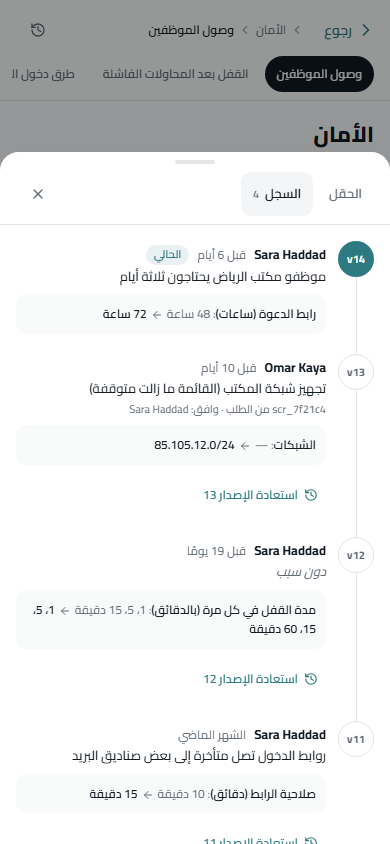 رجوع
الأمان
وصول الموظفين
وصول الموظفين
القفل بعد المحاولات الفاشلة
طرق دخول
الأمان
الحقل
السجل 4
v14
Sara Haddad قبل 6 أيام الحالي
موظفو مكتب الرياض يحتاجون ثلاثة أيام
رابط الدعوة (ساعات): 48 ساعة ← 72 ساعة
v13
Omar Kaya قبل 10 أيام
تجهيز شبكة المكتب (القائمة ما زالت متوقفة)
scr_7f21c4 من الطلب · وافق: Sara Haddad
الشبكات: — ← 85.105.12.0/24
استعادة الإصدار 13
v12
Sara Haddad قبل 19 يومًا
دون سبب
مدة القفل في كل مرة (بالدقائق): 1، 5، 15 دقيقة ← 1، 5،
15، 60 دقيقة
استعادة الإصدار 12
v11
Sara Haddad الشهر الماضي
روابط الدخول تصل متأخرة إلى بعض صناديق البريد
صلاحية الرابط (دقائق): 10 دقيقة ← 15 دقيقة
استعادة الإصدار 11